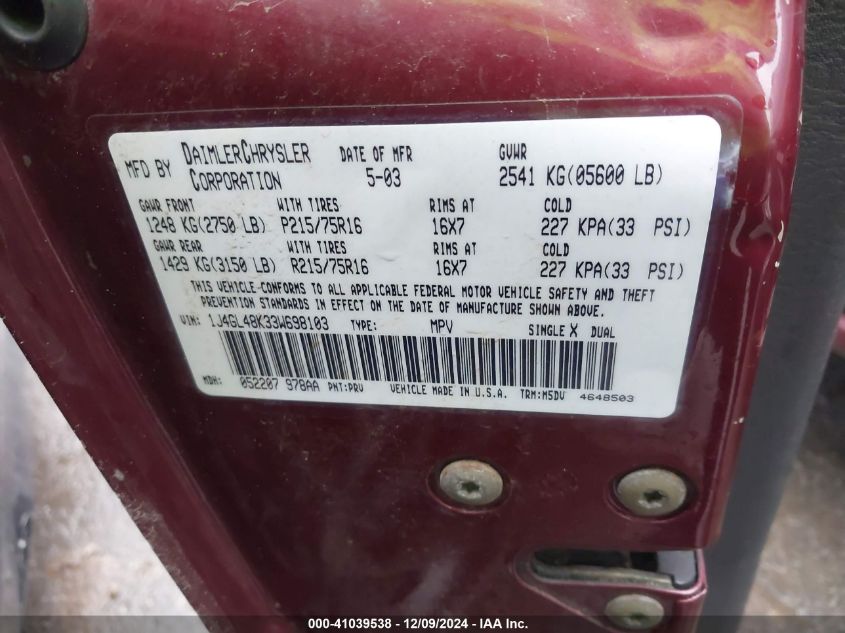 MFD BY DAIMLERCHRYSLER CORPORATION DATE OF MFR 5-03 GVWR 2541 KG(05600 LB)
GAWR FRONT WITH TIRES RIMS AT COLD
1248 KG(2750 LB) P215/75R16 16X7 227 KPA(33 PSI)
GAWR REAR WITH TIRES RIMS AT COLD
1429 KG(3150 LB) R215/75R16 16X7 227 KPA(33 PSI)
THIS VEHICLE-CONFORMS TO ALL APPLICABLE FEDERAL MOTOR VEHICLE SAFETY AND THEFT
PREVENTION STANDARDS IN EFFECT ON THE DATE OF MANUFACTURE SHOWN ABOVE.
VIN: 1J4GL48K33W698103 TYPE: MPV SINGLE X DUAL
MDH: 052207 978AA PNT:PRV VEHICLE MADE IN U.S.A. TRM:M5DV 4648503
000-41039538 - 12/09/2024 - IAA Inc.